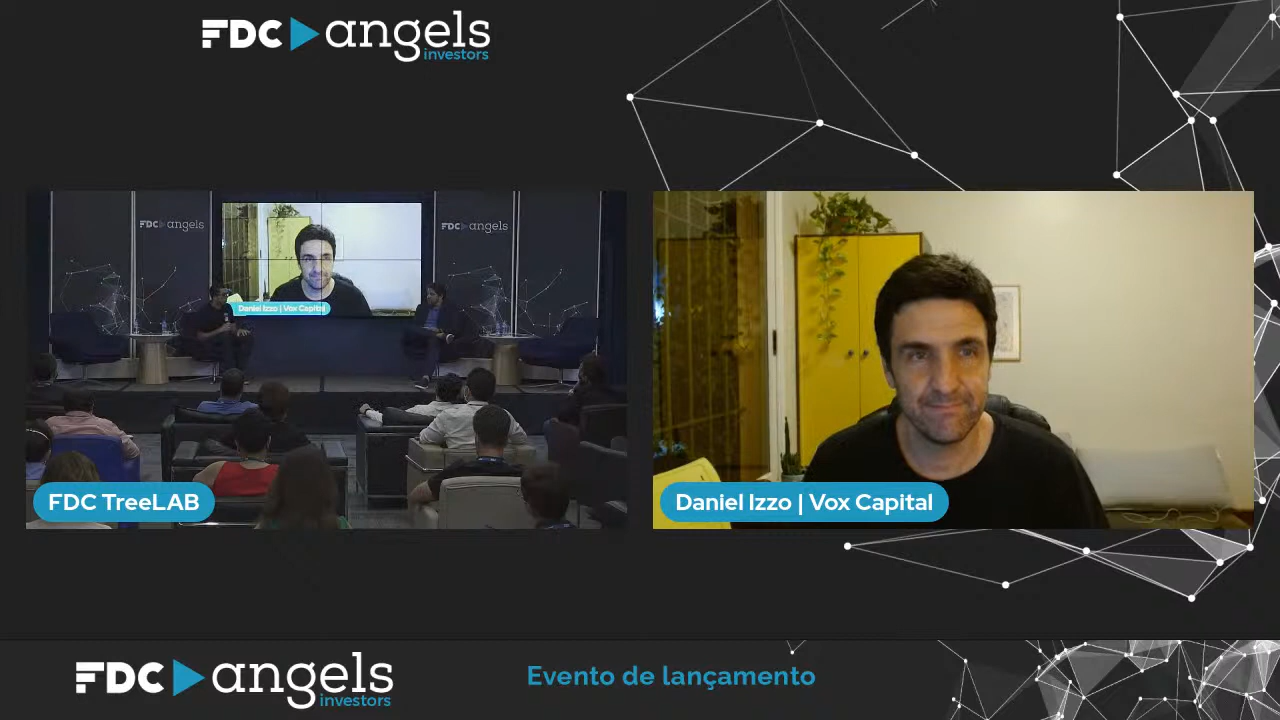 FDC angels
investors
FDC angels
FDC angels
Daniel Izzo | Vox Capital
FDC TreeLAB
Daniel Izzo | Vox Capital
FDC angels
investors
Evento de lançamento